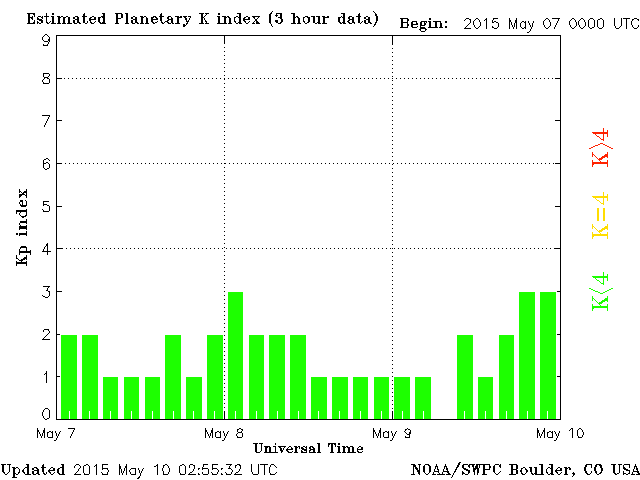 Estimated Planetary K index (3 hour data)
Begin: 2015 May 07 0000 UTC
9
8
7
6
5
4
3
2
1
0
Kp index
K>4
K=4
K<4
May 7
May 8
May 9
May 10
Universal Time
Updated 2015 May 10 02:55:32 UTC
NOAA/SWPC Boulder, CO USA